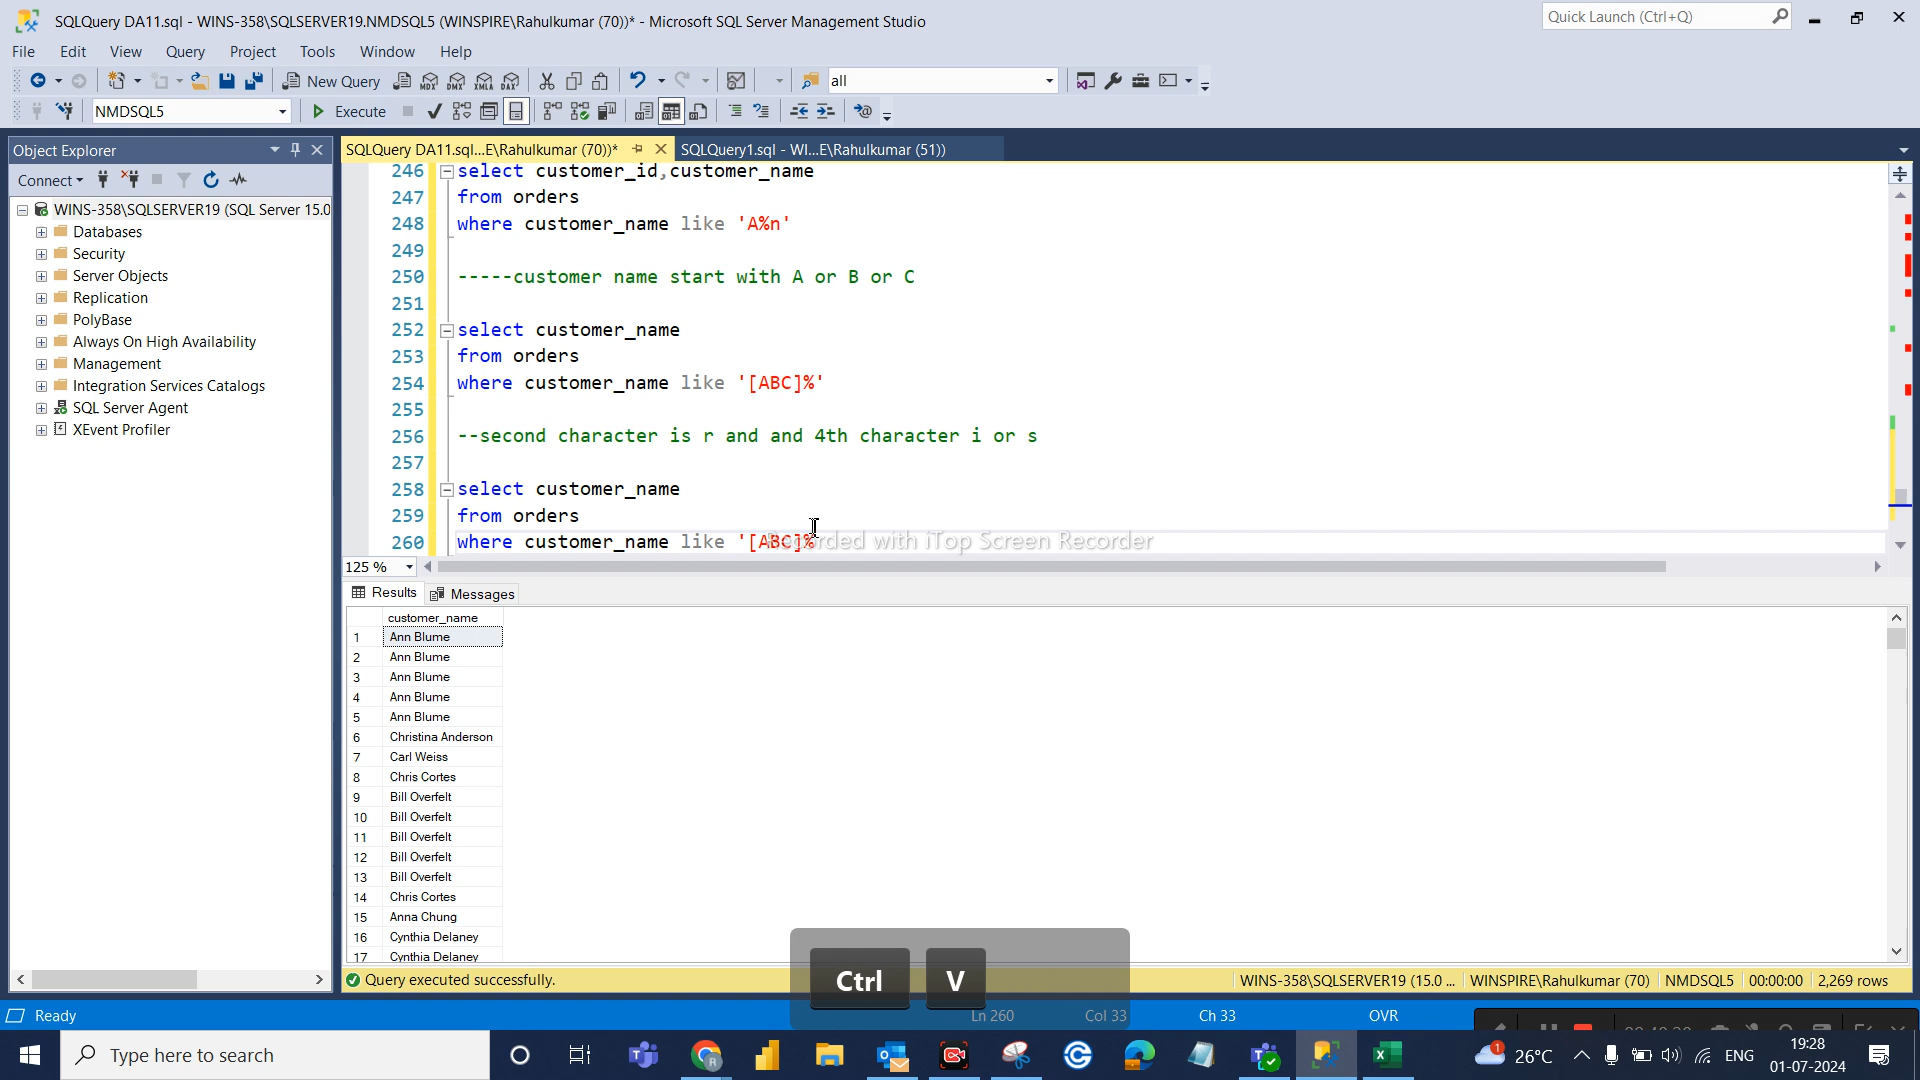 SQLQuery DA11.sql - WINS-358\SQLSERVER19.NMDSQL5 (WINSPIRE\Rahulkumar (70))* - Microsoft SQL Server Management Studio
Quick Launch (Ctrl+Q)
File Edit View Query Project Tools Window Help
New Query
MDX DMX XMLA DAX
all
NMDSQL5
Execute
Object Explorer
SQLQuery DA11.sql...E\Rahulkumar (70))*
SQLQuery1.sql - WI...E\Rahulkumar (51))
Connect
WINS-358\SQLSERVER19 (SQL Server 15.0
Databases
Security
Server Objects
Replication
PolyBase
Always On High Availability
Management
Integration Services Catalogs
SQL Server Agent
XEvent Profiler
246 select customer_id,customer_name
247 from orders
248 where customer_name like 'A%n'
249
250 -----customer name start with A or B or C
251
252 select customer_name
253 from orders
254 where customer_name like '[ABC]%'
255
256 --second character is r and and 4th character i or s
257
258 select customer_name
259 from orders
260 where customer_name like '[ABC]%
Recorded with iTop Screen Recorder
125 %
Results Messages
customer_name
1 Ann Blume
2 Ann Blume
3 Ann Blume
4 Ann Blume
5 Ann Blume
6 Christina Anderson
7 Carl Weiss
8 Chris Cortes
9 Bill Overfelt
10 Bill Overfelt
11 Bill Overfelt
12 Bill Overfelt
13 Bill Overfelt
14 Chris Cortes
15 Anna Chung
16 Cynthia Delaney
17 Cynthia Delaney
Ctrl V
Query executed successfully.
WINS-358\SQLSERVER19 (15.0 ... WINSPIRE\Rahulkumar (70) NMDSQL5 00:00:00 2,269 rows
Ready
Ln 260 Col 33 Ch 33 OVR
Type here to search
26°C
ENG
19:28
01-07-2024